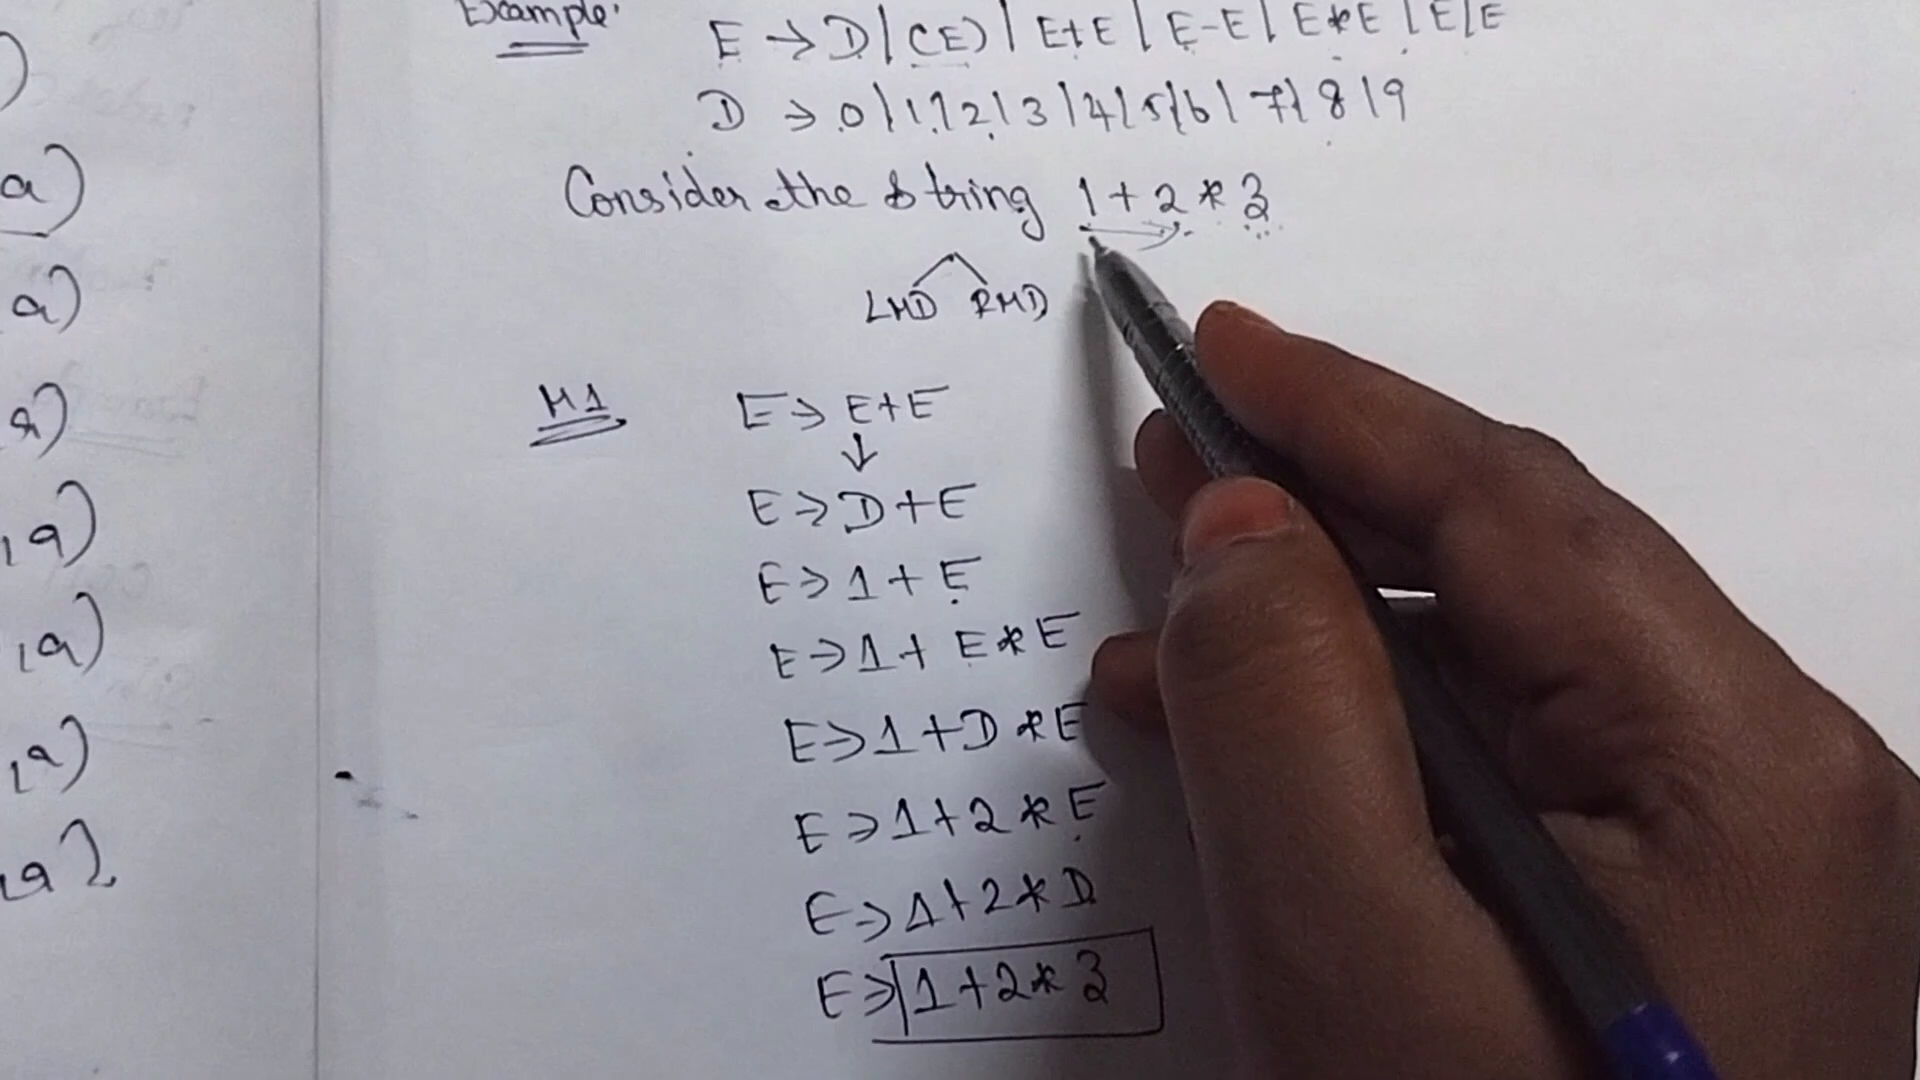 )
a)
a)
a)
,a)
,a)
,a)
,a}
Example:
E → D | (E) | E+E | E-E | E*E | E/E
D → 0|1|2|3|4|5|6|7|8|9
Consider the string 1+2*3
LMD RMD
M1
E → E+E
↓
E → D+E
E → 1+E
E → 1+E*E
E → 1+D*E
E → 1+2*E
E → 1+2*D
E → 1+2*3